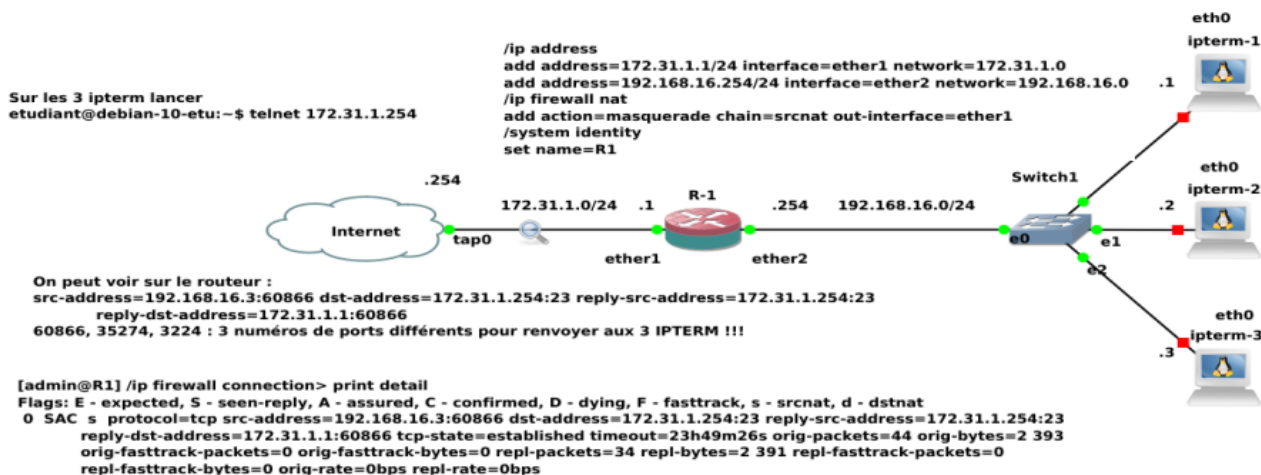 eth0
ipterm-1
/ip address
add address=172.31.1.1/24 interface=ether1 network=172.31.1.0
add address=192.168.16.254/24 interface=ether2 network=192.168.16.0
/ip firewall nat
add action=masquerade chain=srcnat out-interface=ether1
/system identity
set name=R1
.1
Sur les 3 ipterm lancer
etudiant@debian-10-etu:~$ telnet 172.31.1.254
eth0
ipterm-2
.254
R-1
Switch1
172.31.1.0/24
.1
.254
192.168.16.0/24
.2
Internet
tap0
ether1
ether2
e0
e1
e2
On peut voir sur le routeur :
src-address=192.168.16.3:60866 dst-address=172.31.1.254:23 reply-src-address=172.31.1.254:23
reply-dst-address=172.31.1.1:60866
60866, 35274, 3224 : 3 numéros de ports différents pour renvoyer aux 3 IPTERM !!!
eth0
ipterm-3
.3
[admin@R1] /ip firewall connection> print detail
Flags: E - expected, S - seen-reply, A - assured, C - confirmed, D - dying, F - fasttrack, s - srcnat, d - dstnat
0 SAC s protocol=tcp src-address=192.168.16.3:60866 dst-address=172.31.1.254:23 reply-src-address=172.31.1.254:23
reply-dst-address=172.31.1.1:60866 tcp-state=established timeout=23h49m26s orig-packets=44 orig-bytes=2 393
orig-fasttrack-packets=0 orig-fasttrack-bytes=0 repl-packets=34 repl-bytes=2 391 repl-fasttrack-packets=0
repl-fasttrack-bytes=0 orig-rate=0bps repl-rate=0bps